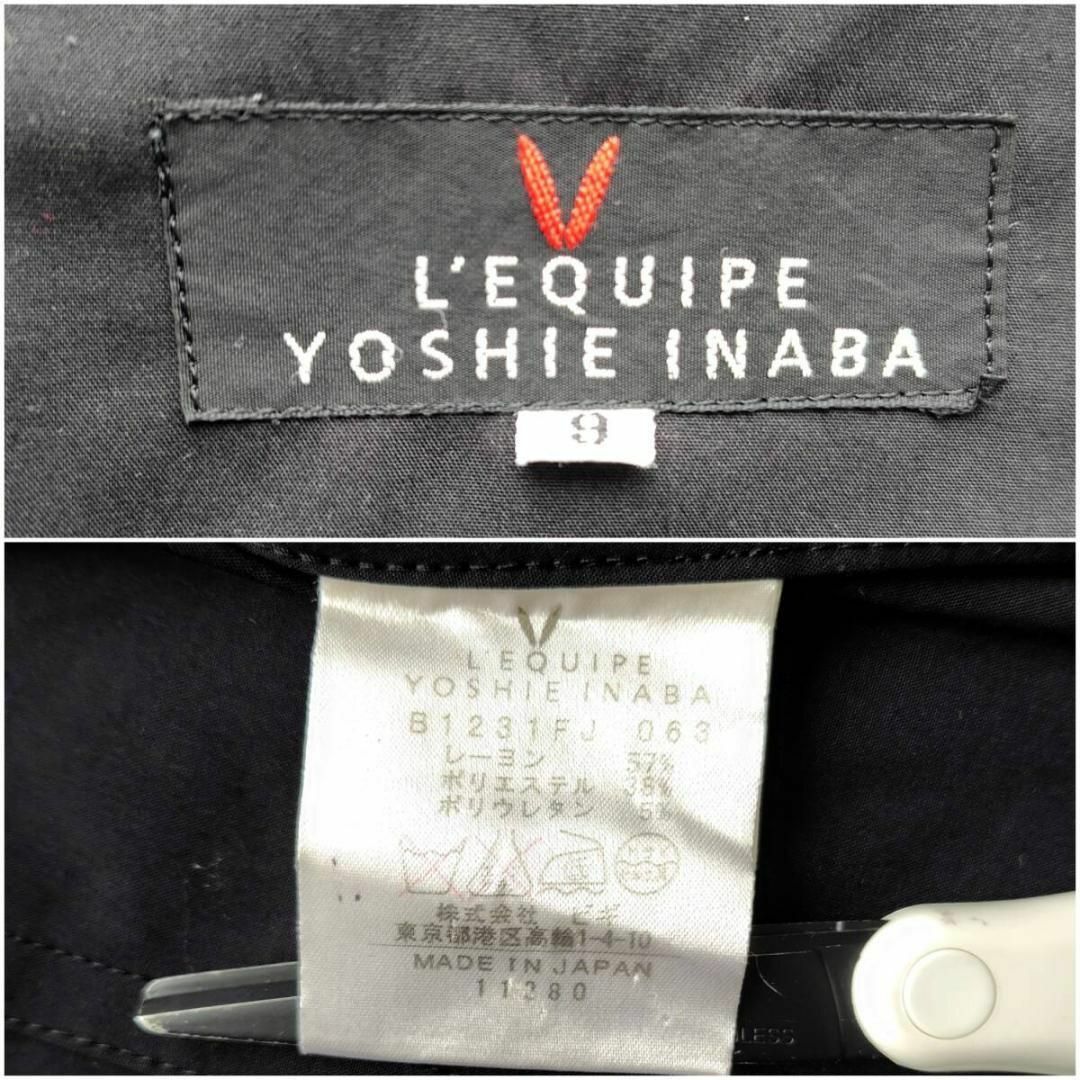 L'EQUIPE
YOSHIE INABA
9
L'EQUIPE
YOSHIE INABA
B1231FJ 063
レーヨン 57%
ポリエステル 38%
ポリウレタン 5%
株式会社 ビギ
東京都港区高輪1-4-10
MADE IN JAPAN
11280